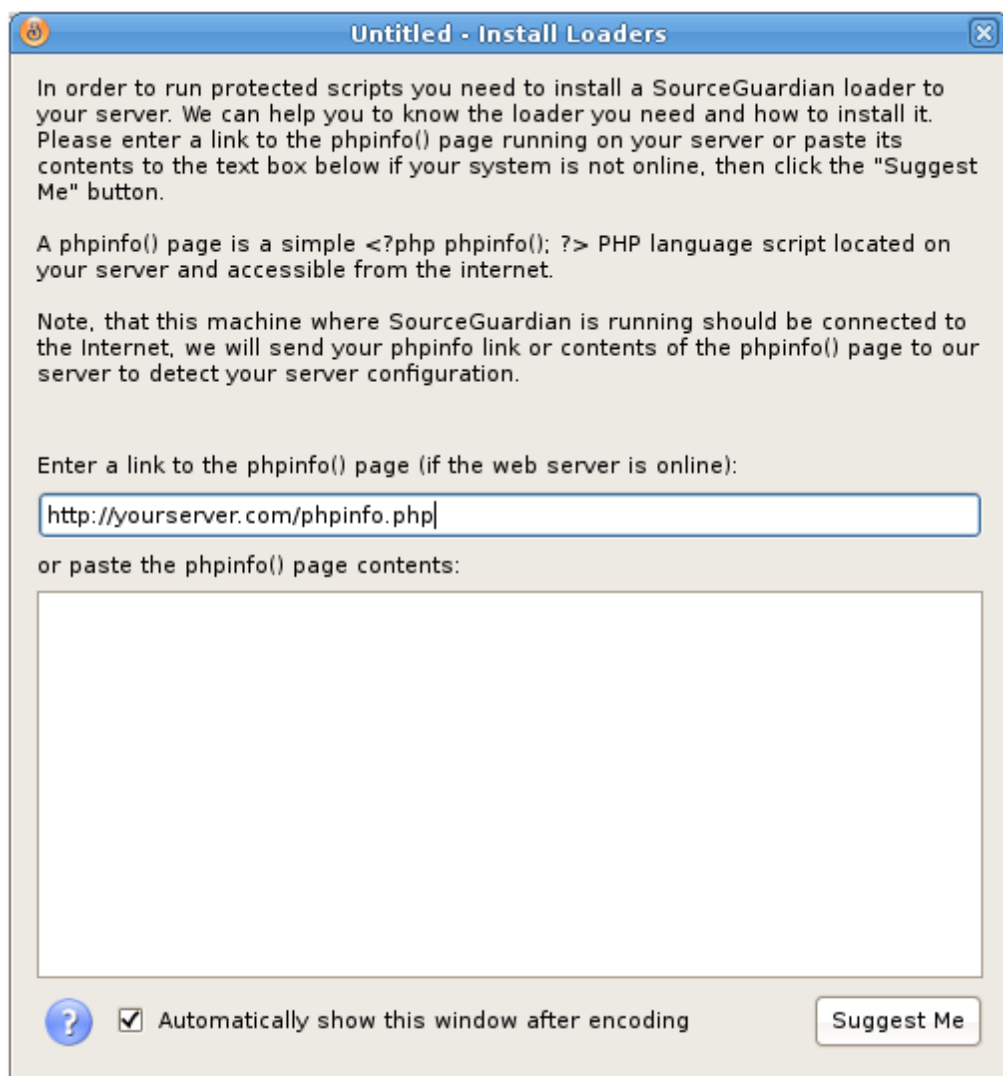 Untitled - Install Loaders
In order to run protected scripts you need to install a SourceGuardian loader to
your server. We can help you to know the loader you need and how to install it.
Please enter a link to the phpinfo() page running on your server or paste its
contents to the text box below if your system is not online, then click the "Suggest
Me" button.
A phpinfo() page is a simple <?php phpinfo(); ?> PHP language script located on
your server and accessible from the internet.
Note, that this machine where SourceGuardian is running should be connected to
the Internet, we will send your phpinfo link or contents of the phpinfo() page to our
server to detect your server configuration.
Enter a link to the phpinfo() page (if the web server is online):
http://yourserver.com/phpinfo.php
or paste the phpinfo() page contents:
? Automatically show this window after encoding Suggest Me